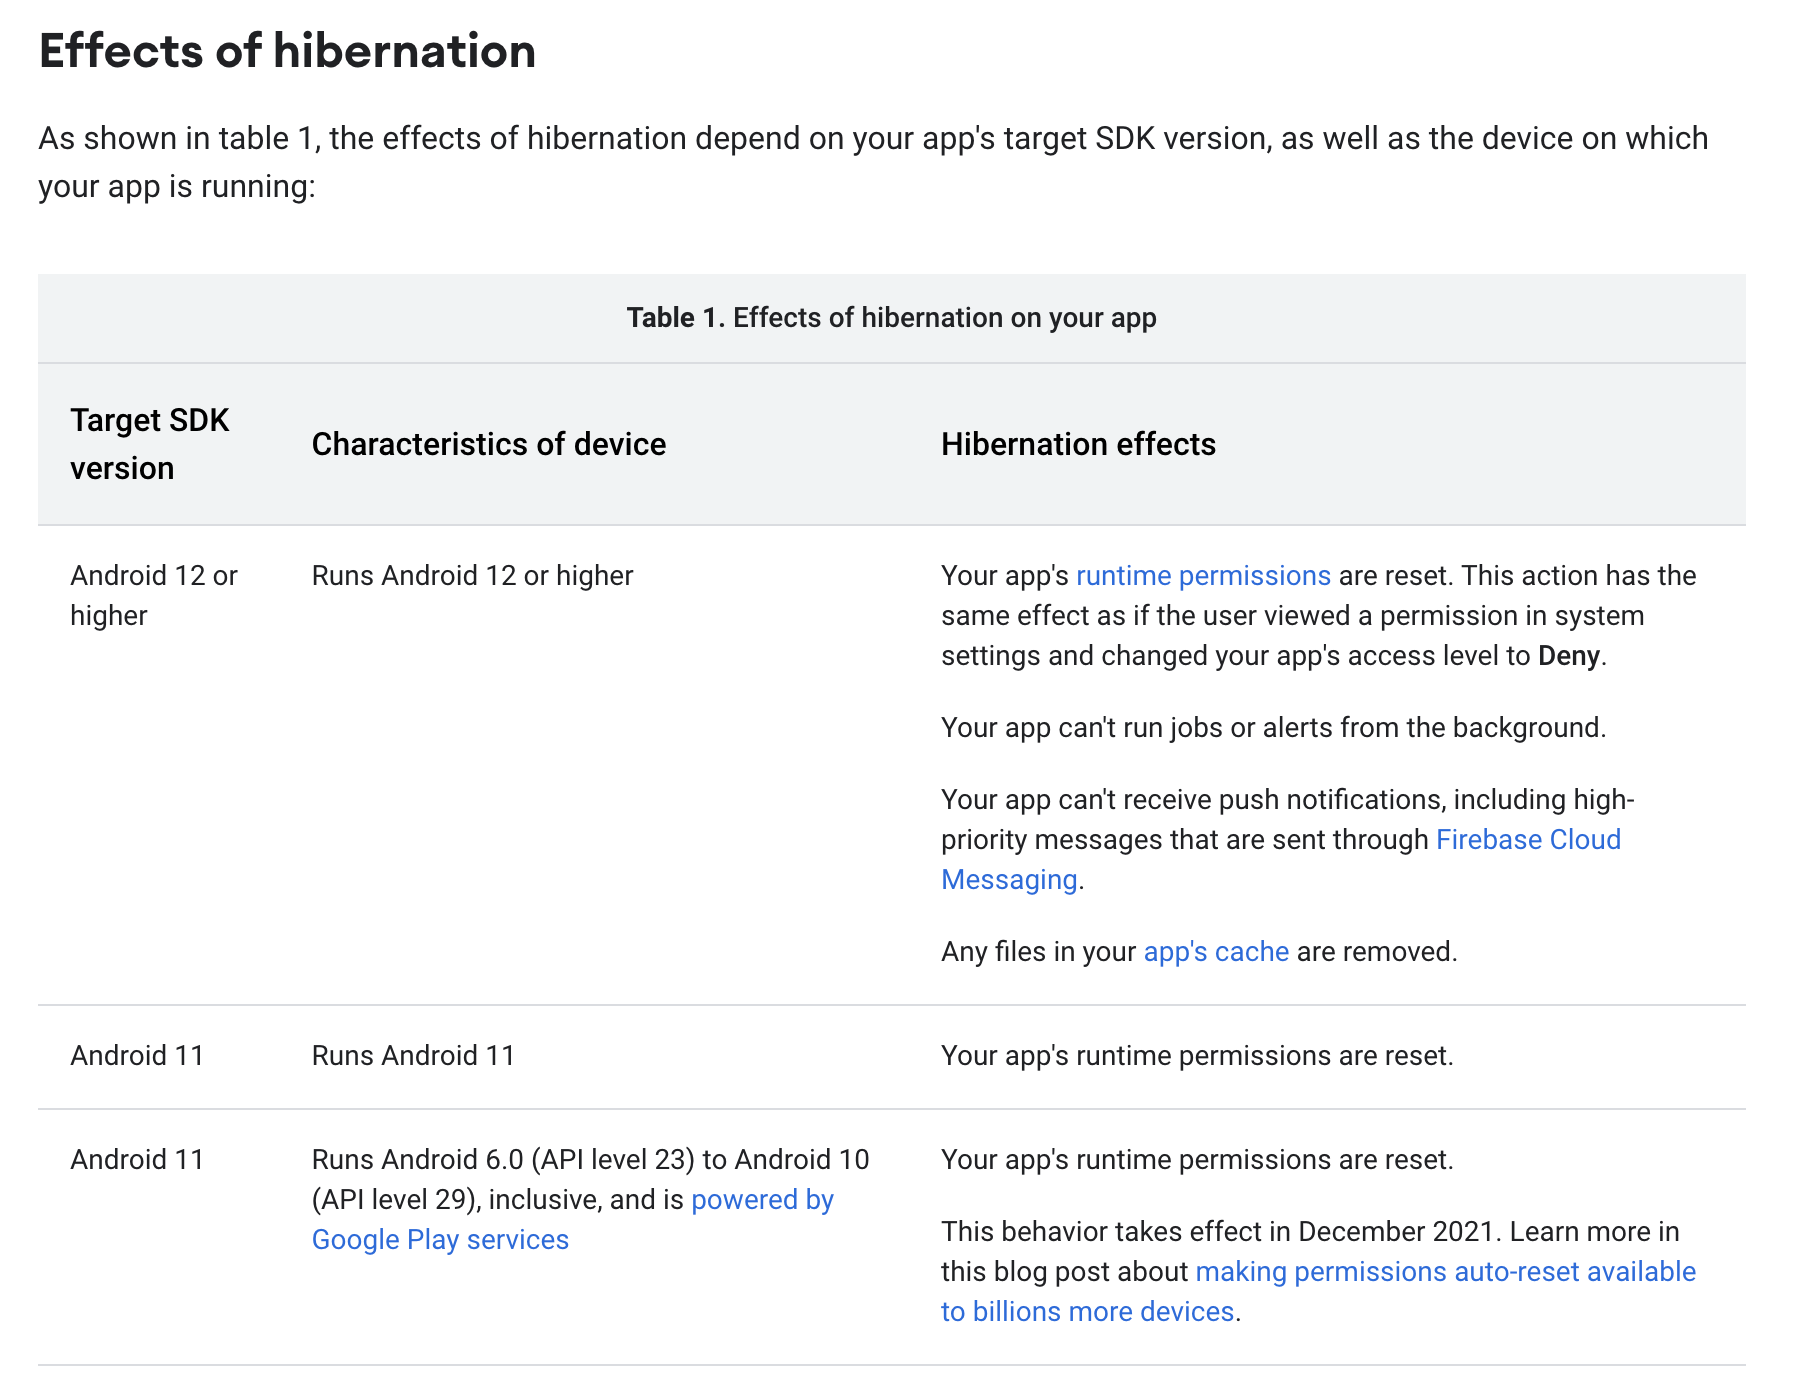 Effects of hibernation
As shown in table 1, the effects of hibernation depend on your app's target SDK version, as well as the device on which
your app is running:
Table 1. Effects of hibernation on your app
Target SDK
version
Characteristics of device
Hibernation effects
Android 12 or
higher
Runs Android 12 or higher
Your app's runtime permissions are reset. This action has the
same effect as if the user viewed a permission in system
settings and changed your app's access level to Deny.
Your app can't run jobs or alerts from the background.
Your app can't receive push notifications, including high-
priority messages that are sent through Firebase Cloud
Messaging.
Any files in your app's cache are removed.
Android 11
Runs Android 11
Your app's runtime permissions are reset.
Android 11
Runs Android 6.0 (API level 23) to Android 10
(API level 29), inclusive, and is powered by
Google Play services
Your app's runtime permissions are reset.
This behavior takes effect in December 2021. Learn more in
this blog post about making permissions auto-reset available
to billions more devices.